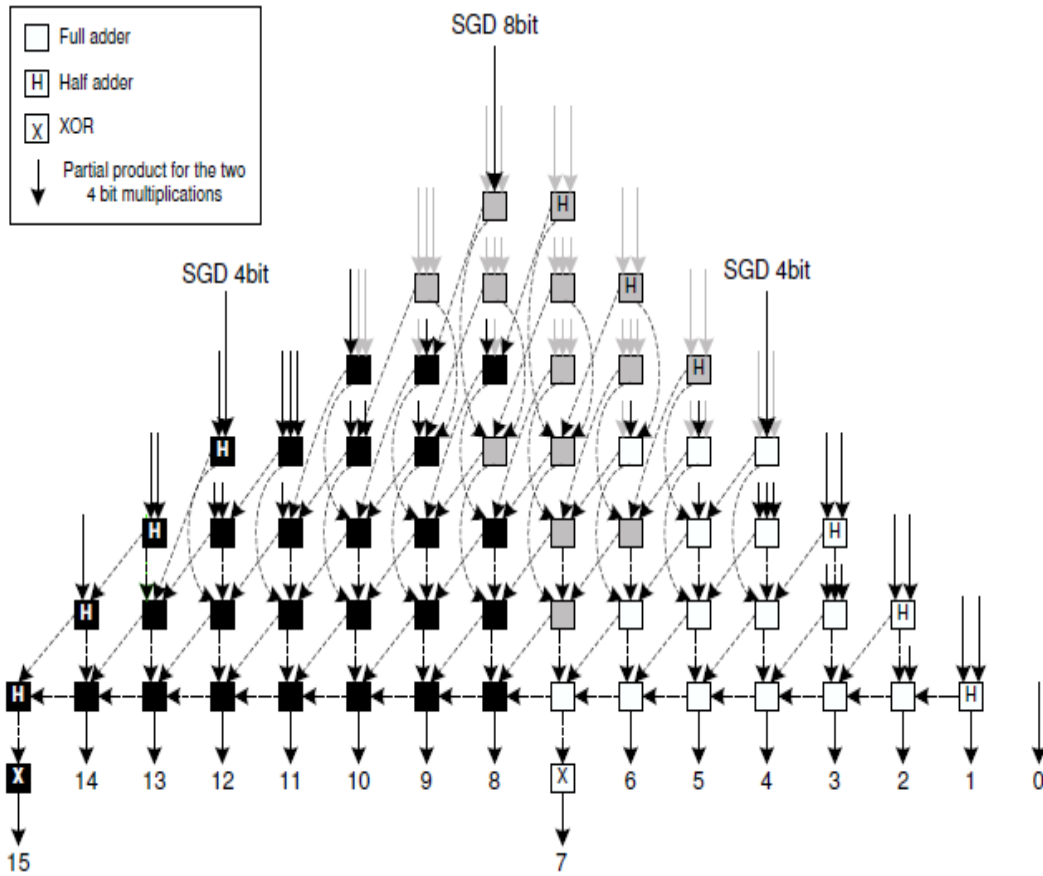 SGD 8bit
Full adder
H Half adder
X XOR
Partial product for the two
4 bit multiplications
H
H
SGD 4bit
SGD 4bit
H
H
H
H
H
H
H
H
X
14 13 12 11 10 9 8
X
6 5 4 3 2 1 0
15
7